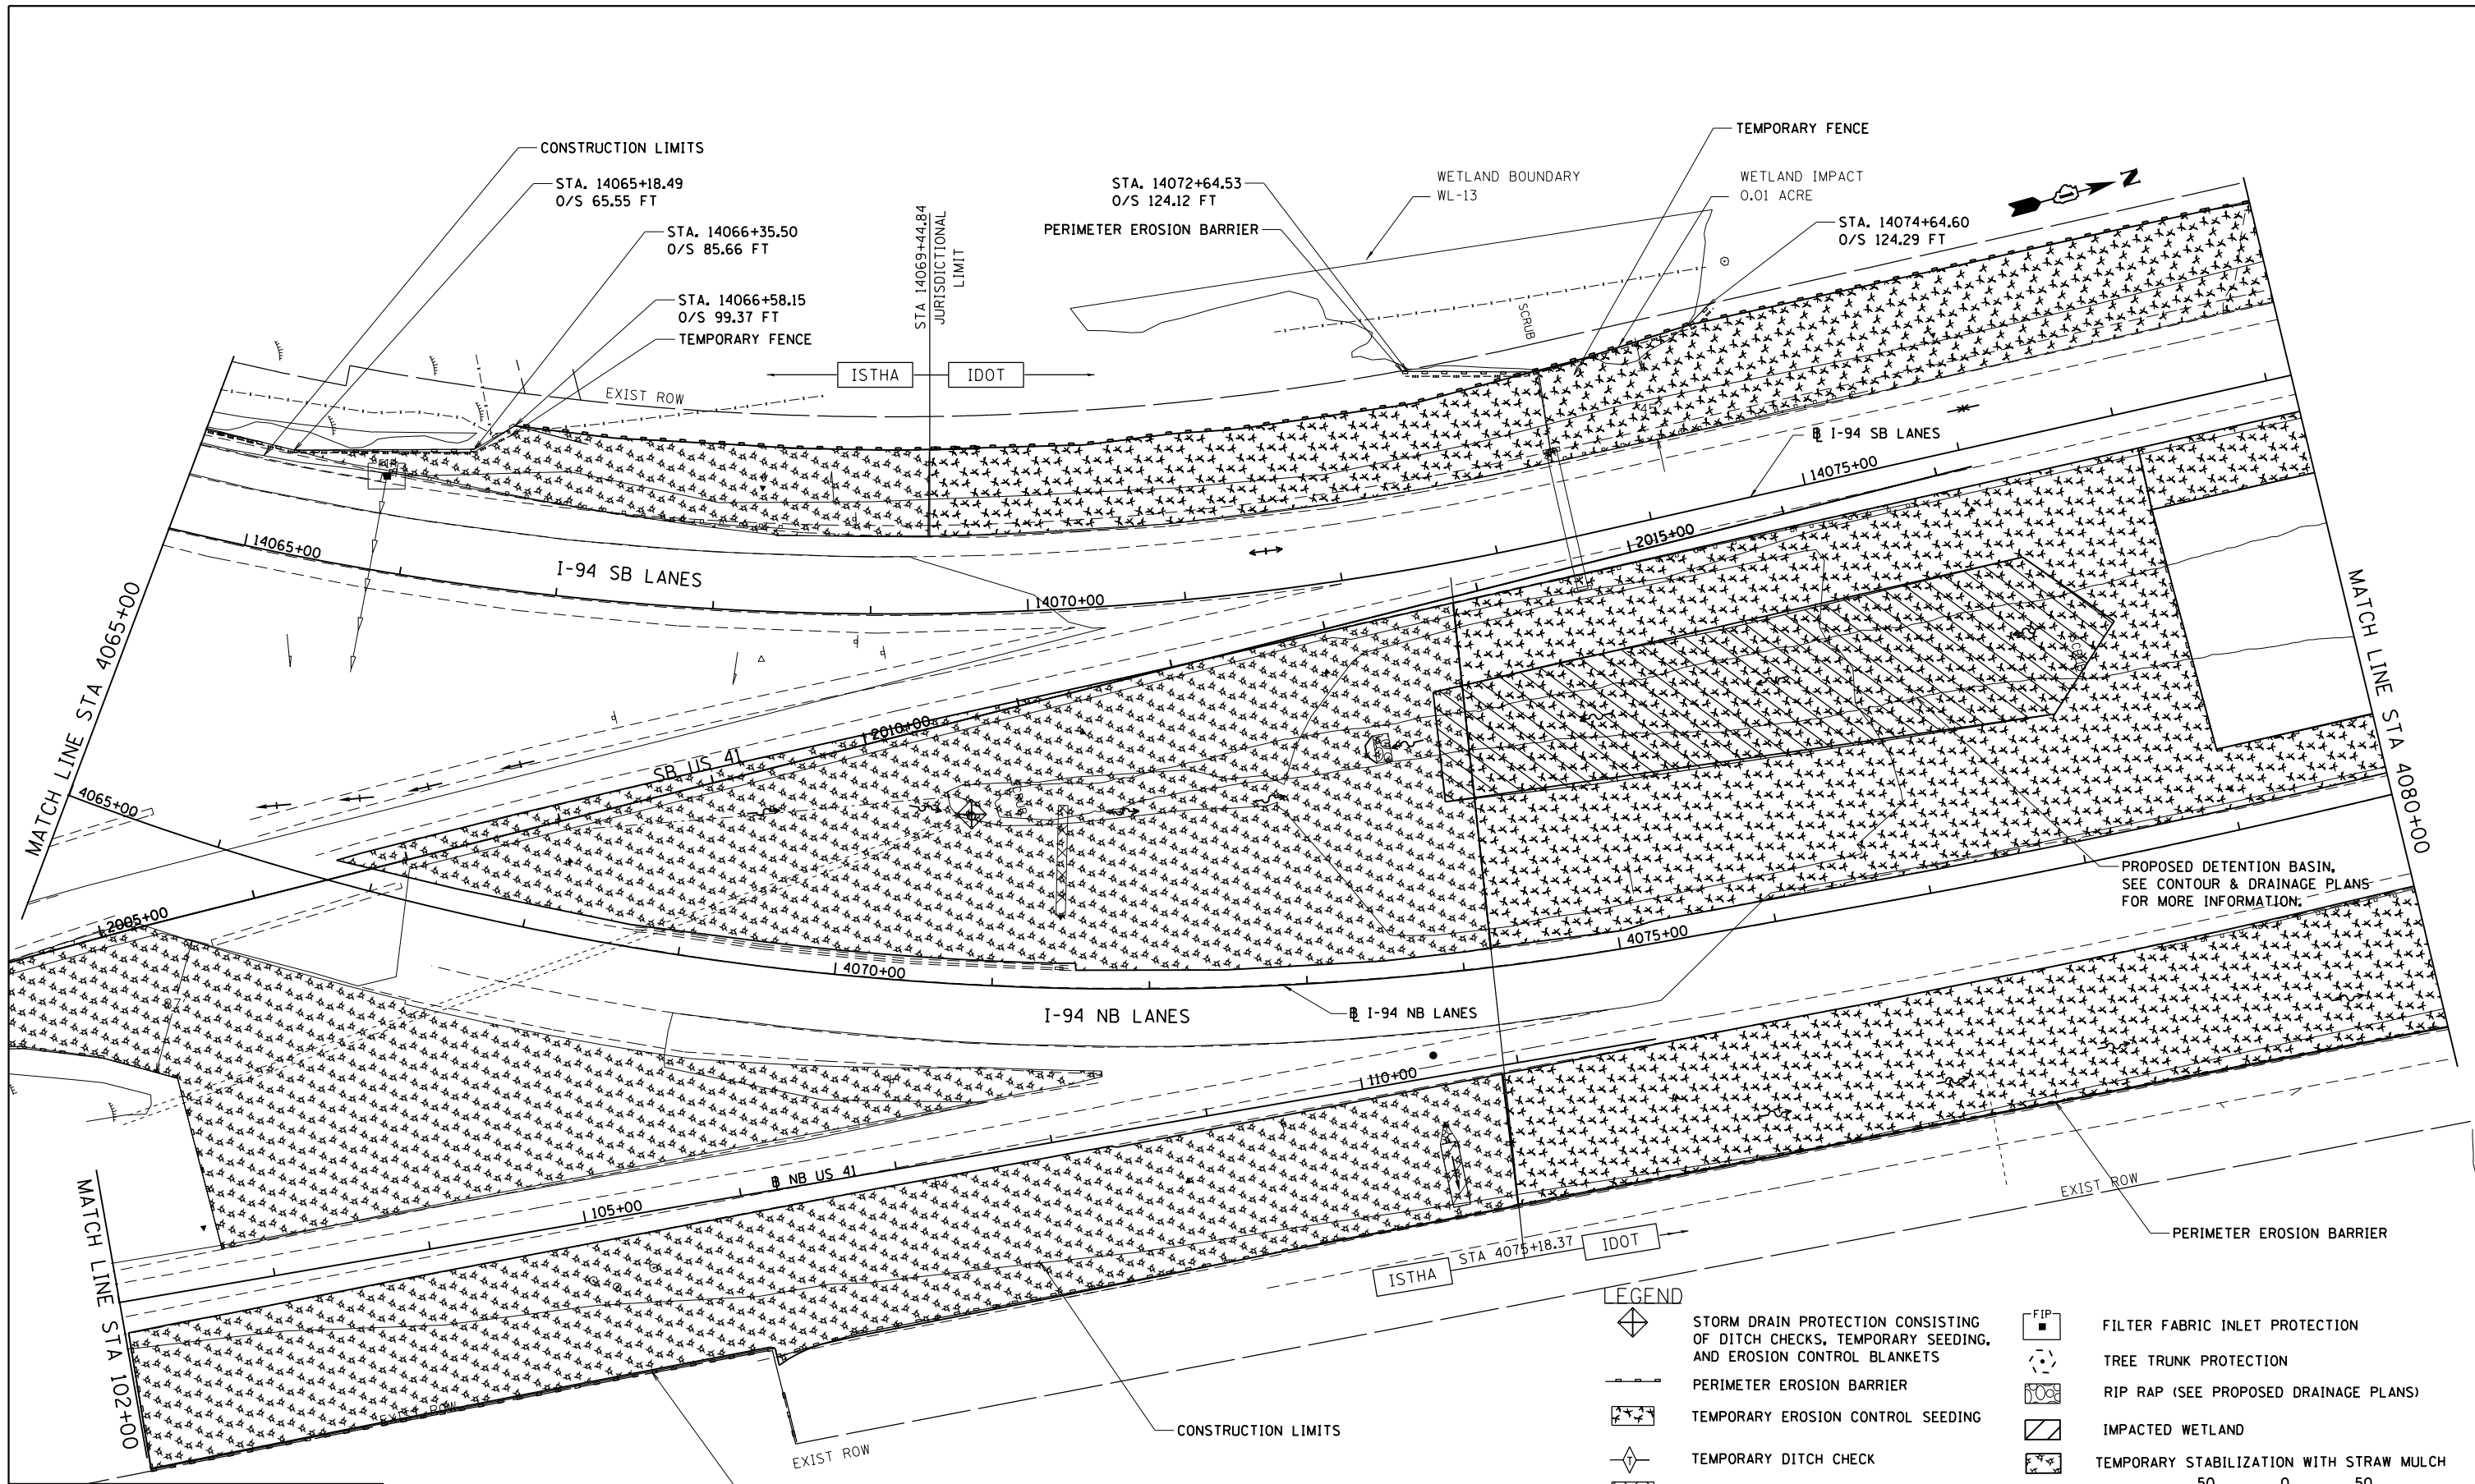 CONSTRUCTION LIMITS
STA. 14065+18.49
O/S 65.55 FT
STA. 14066+35.50
O/S 85.66 FT
STA. 14066+58.15
O/S 99.37 FT
TEMPORARY FENCE
STA 14069+44.84
JURISDICTIONAL
LIMIT
ISTHA
IDOT
STA. 14072+64.53
O/S 124.12 FT
PERIMETER EROSION BARRIER
WETLAND BOUNDARY
WL-13
TEMPORARY FENCE
WETLAND IMPACT
0.01 ACRE
STA. 14074+64.60
O/S 124.29 FT
N
SCRUB
EXIST ROW
MATCH LINE STA 4065+00
14065+00
I-94 SB LANES
14070+00
B I-94 SB LANES
14075+00
2015+00
2010+00
SB US 41
4065+00
2005+00
MATCH LINE STA 4080+00
PROPOSED DETENTION BASIN,
SEE CONTOUR & DRAINAGE PLANS
FOR MORE INFORMATION.
4070+00
4075+00
I-94 NB LANES
B I-94 NB LANES
110+00
B NB US 41
105+00
MATCH LINE STA 102+00
EXIST ROW
EXIST ROW
EXIST ROW
PERIMETER EROSION BARRIER
ISTHA
STA 4075+18.37
IDOT
CONSTRUCTION LIMITS
LEGEND
STORM DRAIN PROTECTION CONSISTING
OF DITCH CHECKS, TEMPORARY SEEDING,
AND EROSION CONTROL BLANKETS
PERIMETER EROSION BARRIER
TEMPORARY EROSION CONTROL SEEDING
T
TEMPORARY DITCH CHECK
FIP
FILTER FABRIC INLET PROTECTION
TREE TRUNK PROTECTION
RIP RAP (SEE PROPOSED DRAINAGE PLANS)
IMPACTED WETLAND
TEMPORARY STABILIZATION WITH STRAW MULCH
50 0 50